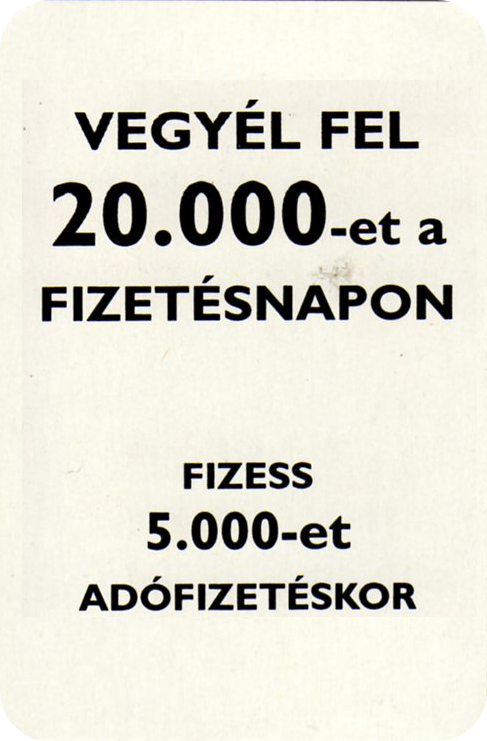 VEGYÉL FEL
20.000-et a
FIZETÉSNAPON
FIZESS
5.000-et
ADÓFIZETÉSKOR